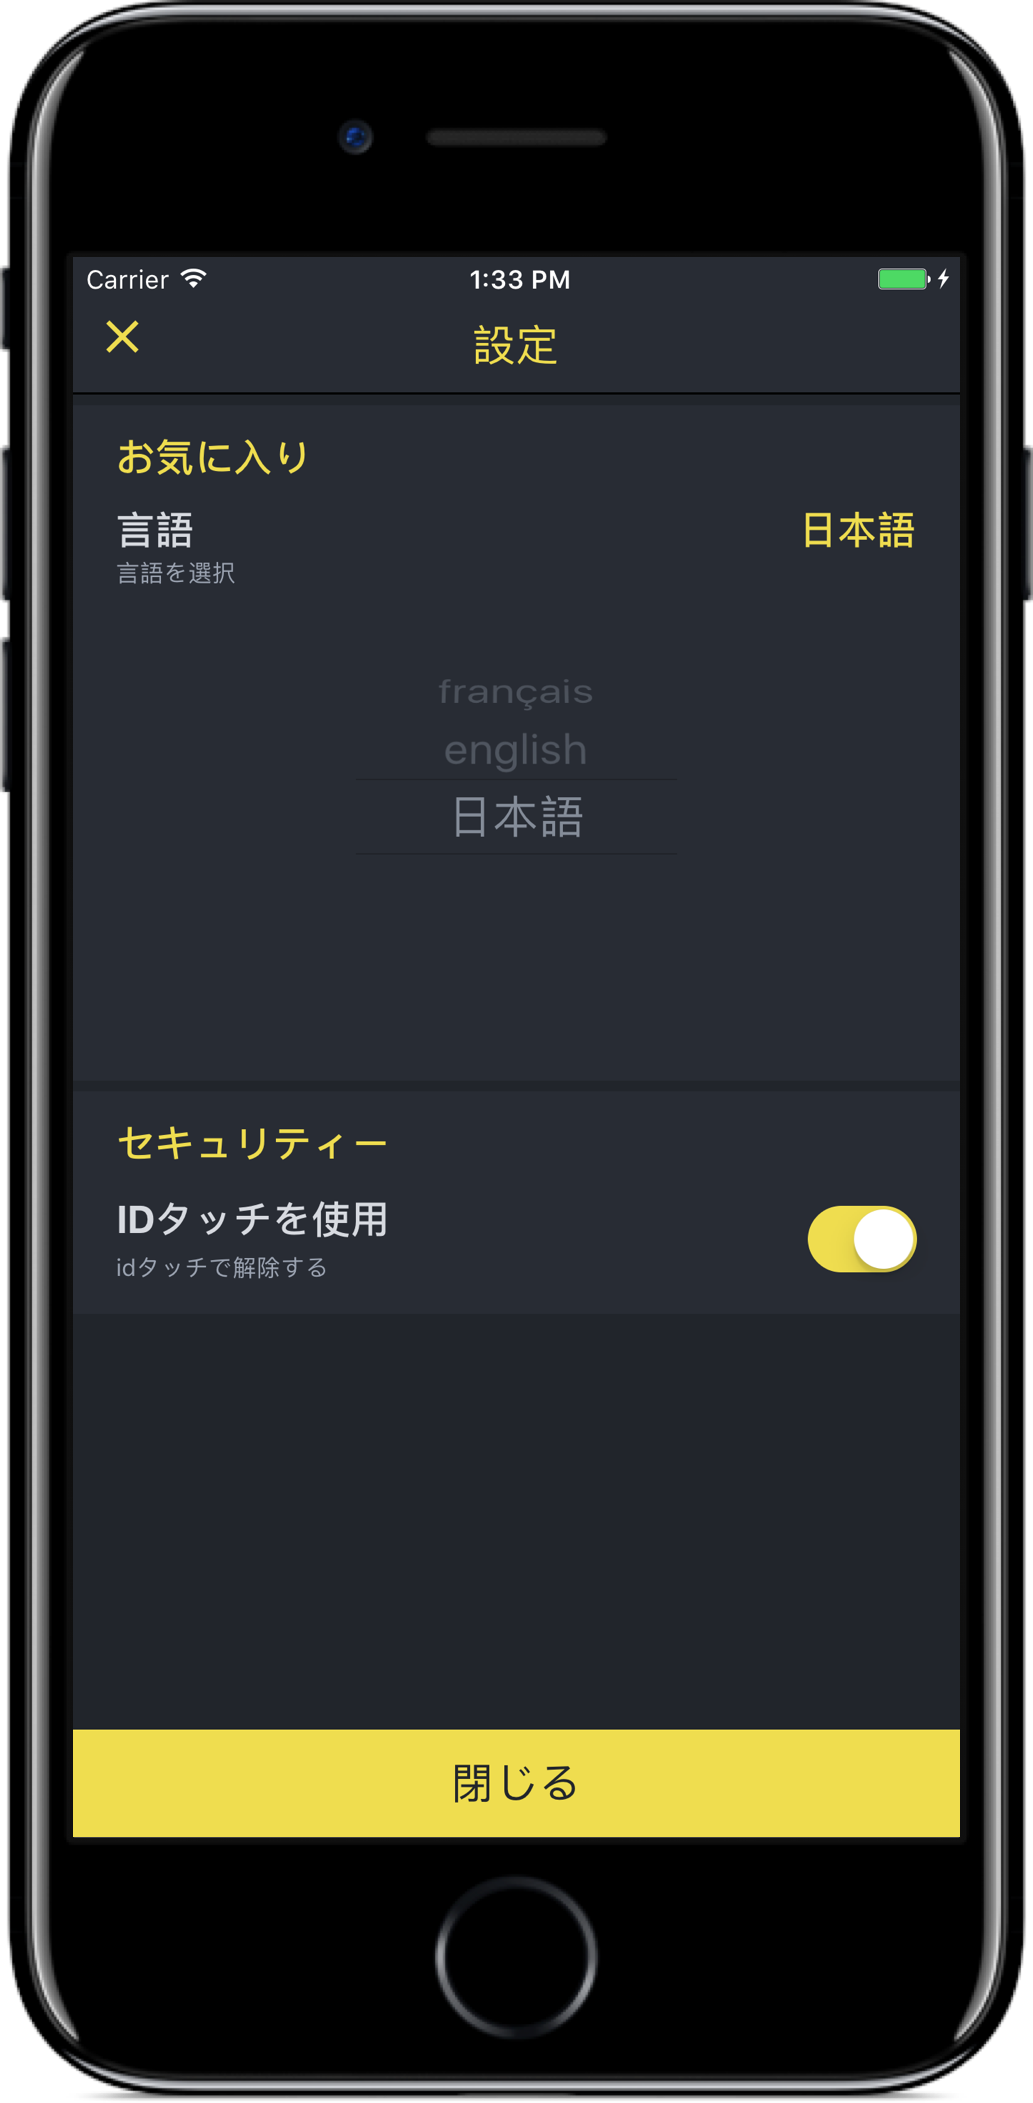 Carrier 1:33 PM
設定
お気に入り
言語 日本語
言語を選択
français
english
日本語
セキュリティー
IDタッチを使用
idタッチで解除する
閉じる